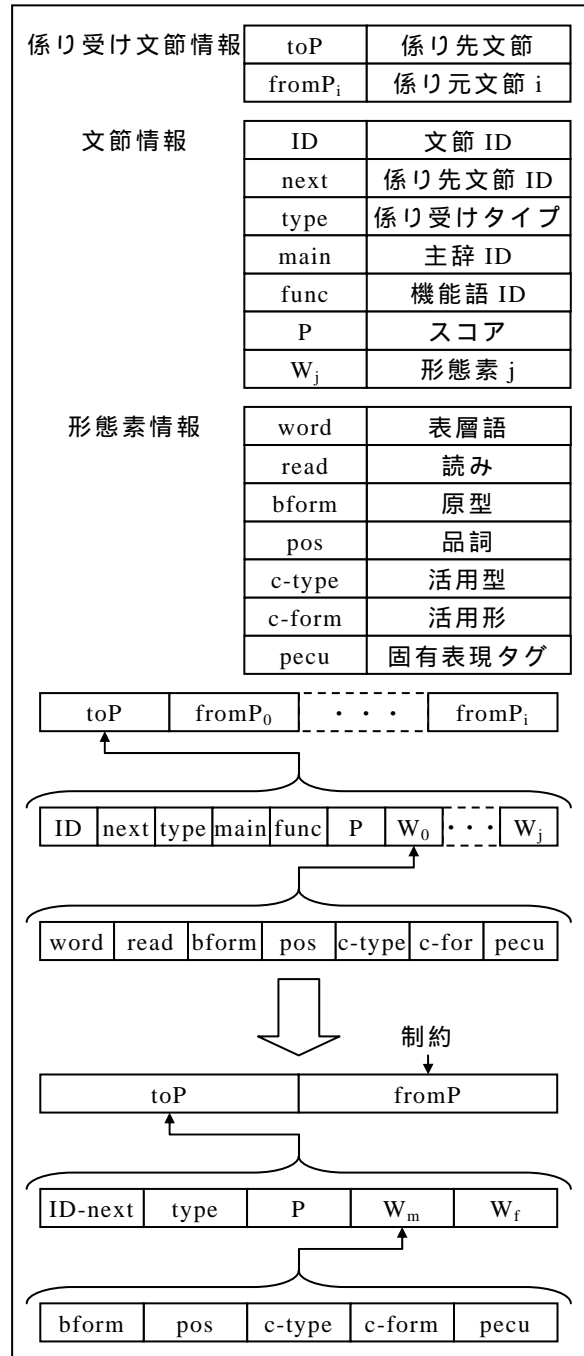 係り受け文節情報 toP 係り先文節
fromPi 係り元文節 i
文節情報 ID 文節 ID
next 係り先文節 ID
type 係り受けタイプ
main 主辞 ID
func 機能語 ID
P スコア
Wj 形態素 j
形態素情報 word 表層語
read 読み
bform 原型
pos 品詞
c-type 活用型
c-form 活用形
pecu 固有表現タグ
toP fromP0 ・・・ fromPi
ID next type main func P W0 ・・・ Wj
word read bform pos c-type c-for pecu
制約
toP fromP
ID-next type P Wm Wf
bform pos c-type c-form pecu